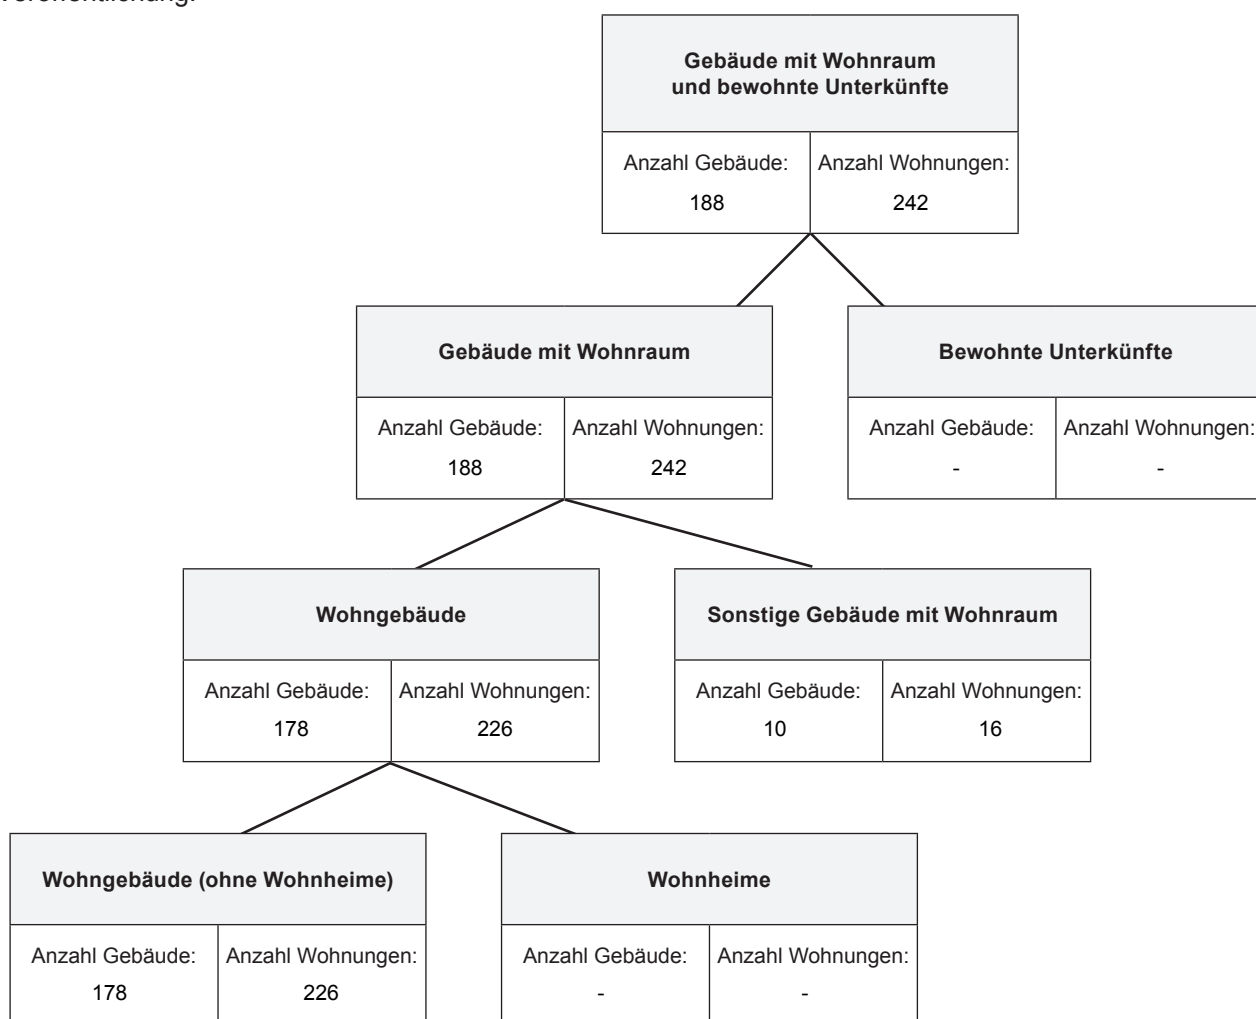 Veröffentlichung.
Gebäude mit Wohnraum
und bewohnte Unterkünfte
Anzahl Gebäude: Anzahl Wohnungen:
188 242
Gebäude mit Wohnraum Bewohnte Unterkünfte
Anzahl Gebäude: Anzahl Wohnungen: Anzahl Gebäude: Anzahl Wohnungen:
188 242 - -
Wohngebäude Sonstige Gebäude mit Wohnraum
Anzahl Gebäude: Anzahl Wohnungen: Anzahl Gebäude: Anzahl Wohnungen:
178 226 10 16
Wohngebäude (ohne Wohnheime) Wohnheime
Anzahl Gebäude: Anzahl Wohnungen: Anzahl Gebäude: Anzahl Wohnungen:
178 226 - -